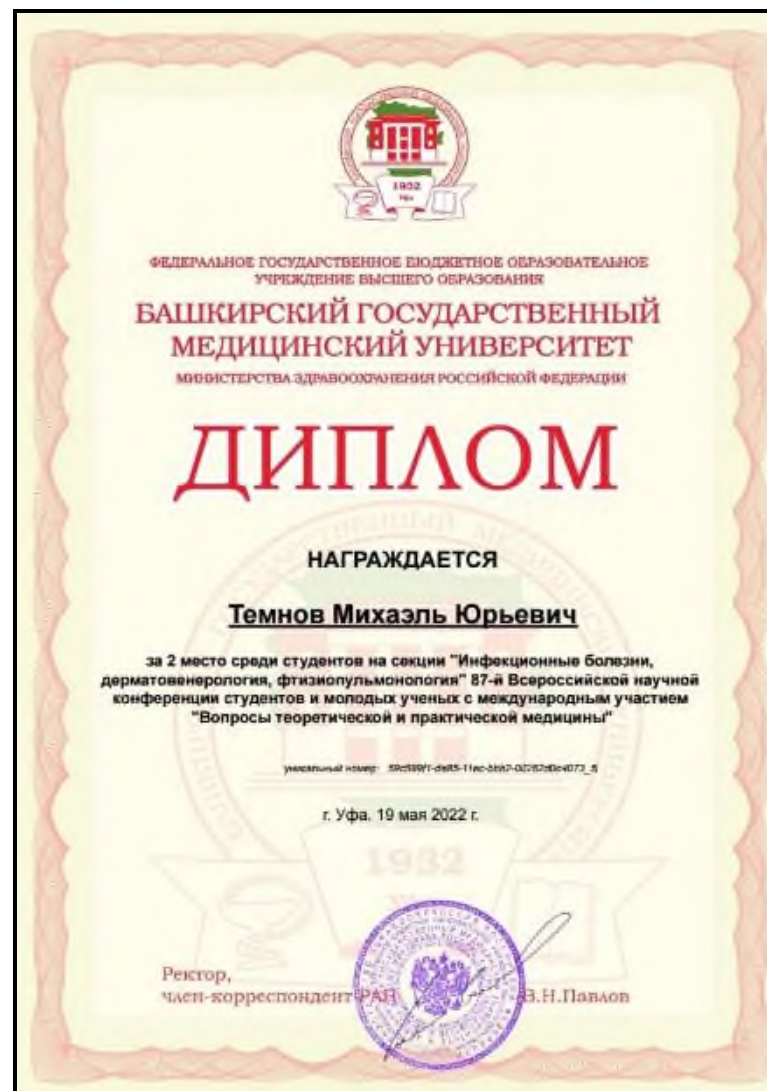 1932
Уфа
ФЕДЕРАЛЬНОЕ ГОСУДАРСТВЕННОЕ БЮДЖЕТНОЕ ОБРАЗОВАТЕЛЬНОЕ
УЧРЕЖДЕНИЕ ВЫСШЕГО ОБРАЗОВАНИЯ
БАШКИРСКИЙ ГОСУДАРСТВЕННЫЙ
МЕДИЦИНСКИЙ УНИВЕРСИТЕТ
МИНИСТЕРСТВА ЗДРАВООХРАНЕНИЯ РОССИЙСКОЙ ФЕДЕРАЦИИ
ДИПЛОМ
НАГРАЖДАЕТСЯ
Темнов Михаэль Юрьевич
за 2 место среди студентов на секции "Инфекционные болезни,
дерматовенерология, фтизиопульмонология" 87-й Всероссийской научной
конференции студентов и молодых ученых с международным участием
"Вопросы теоретической и практической медицины"
уникальный номер:
г. Уфа, 19 мая 2022 г.
1932
Ректор,
член-корреспондент РАН В.Н.Павлов